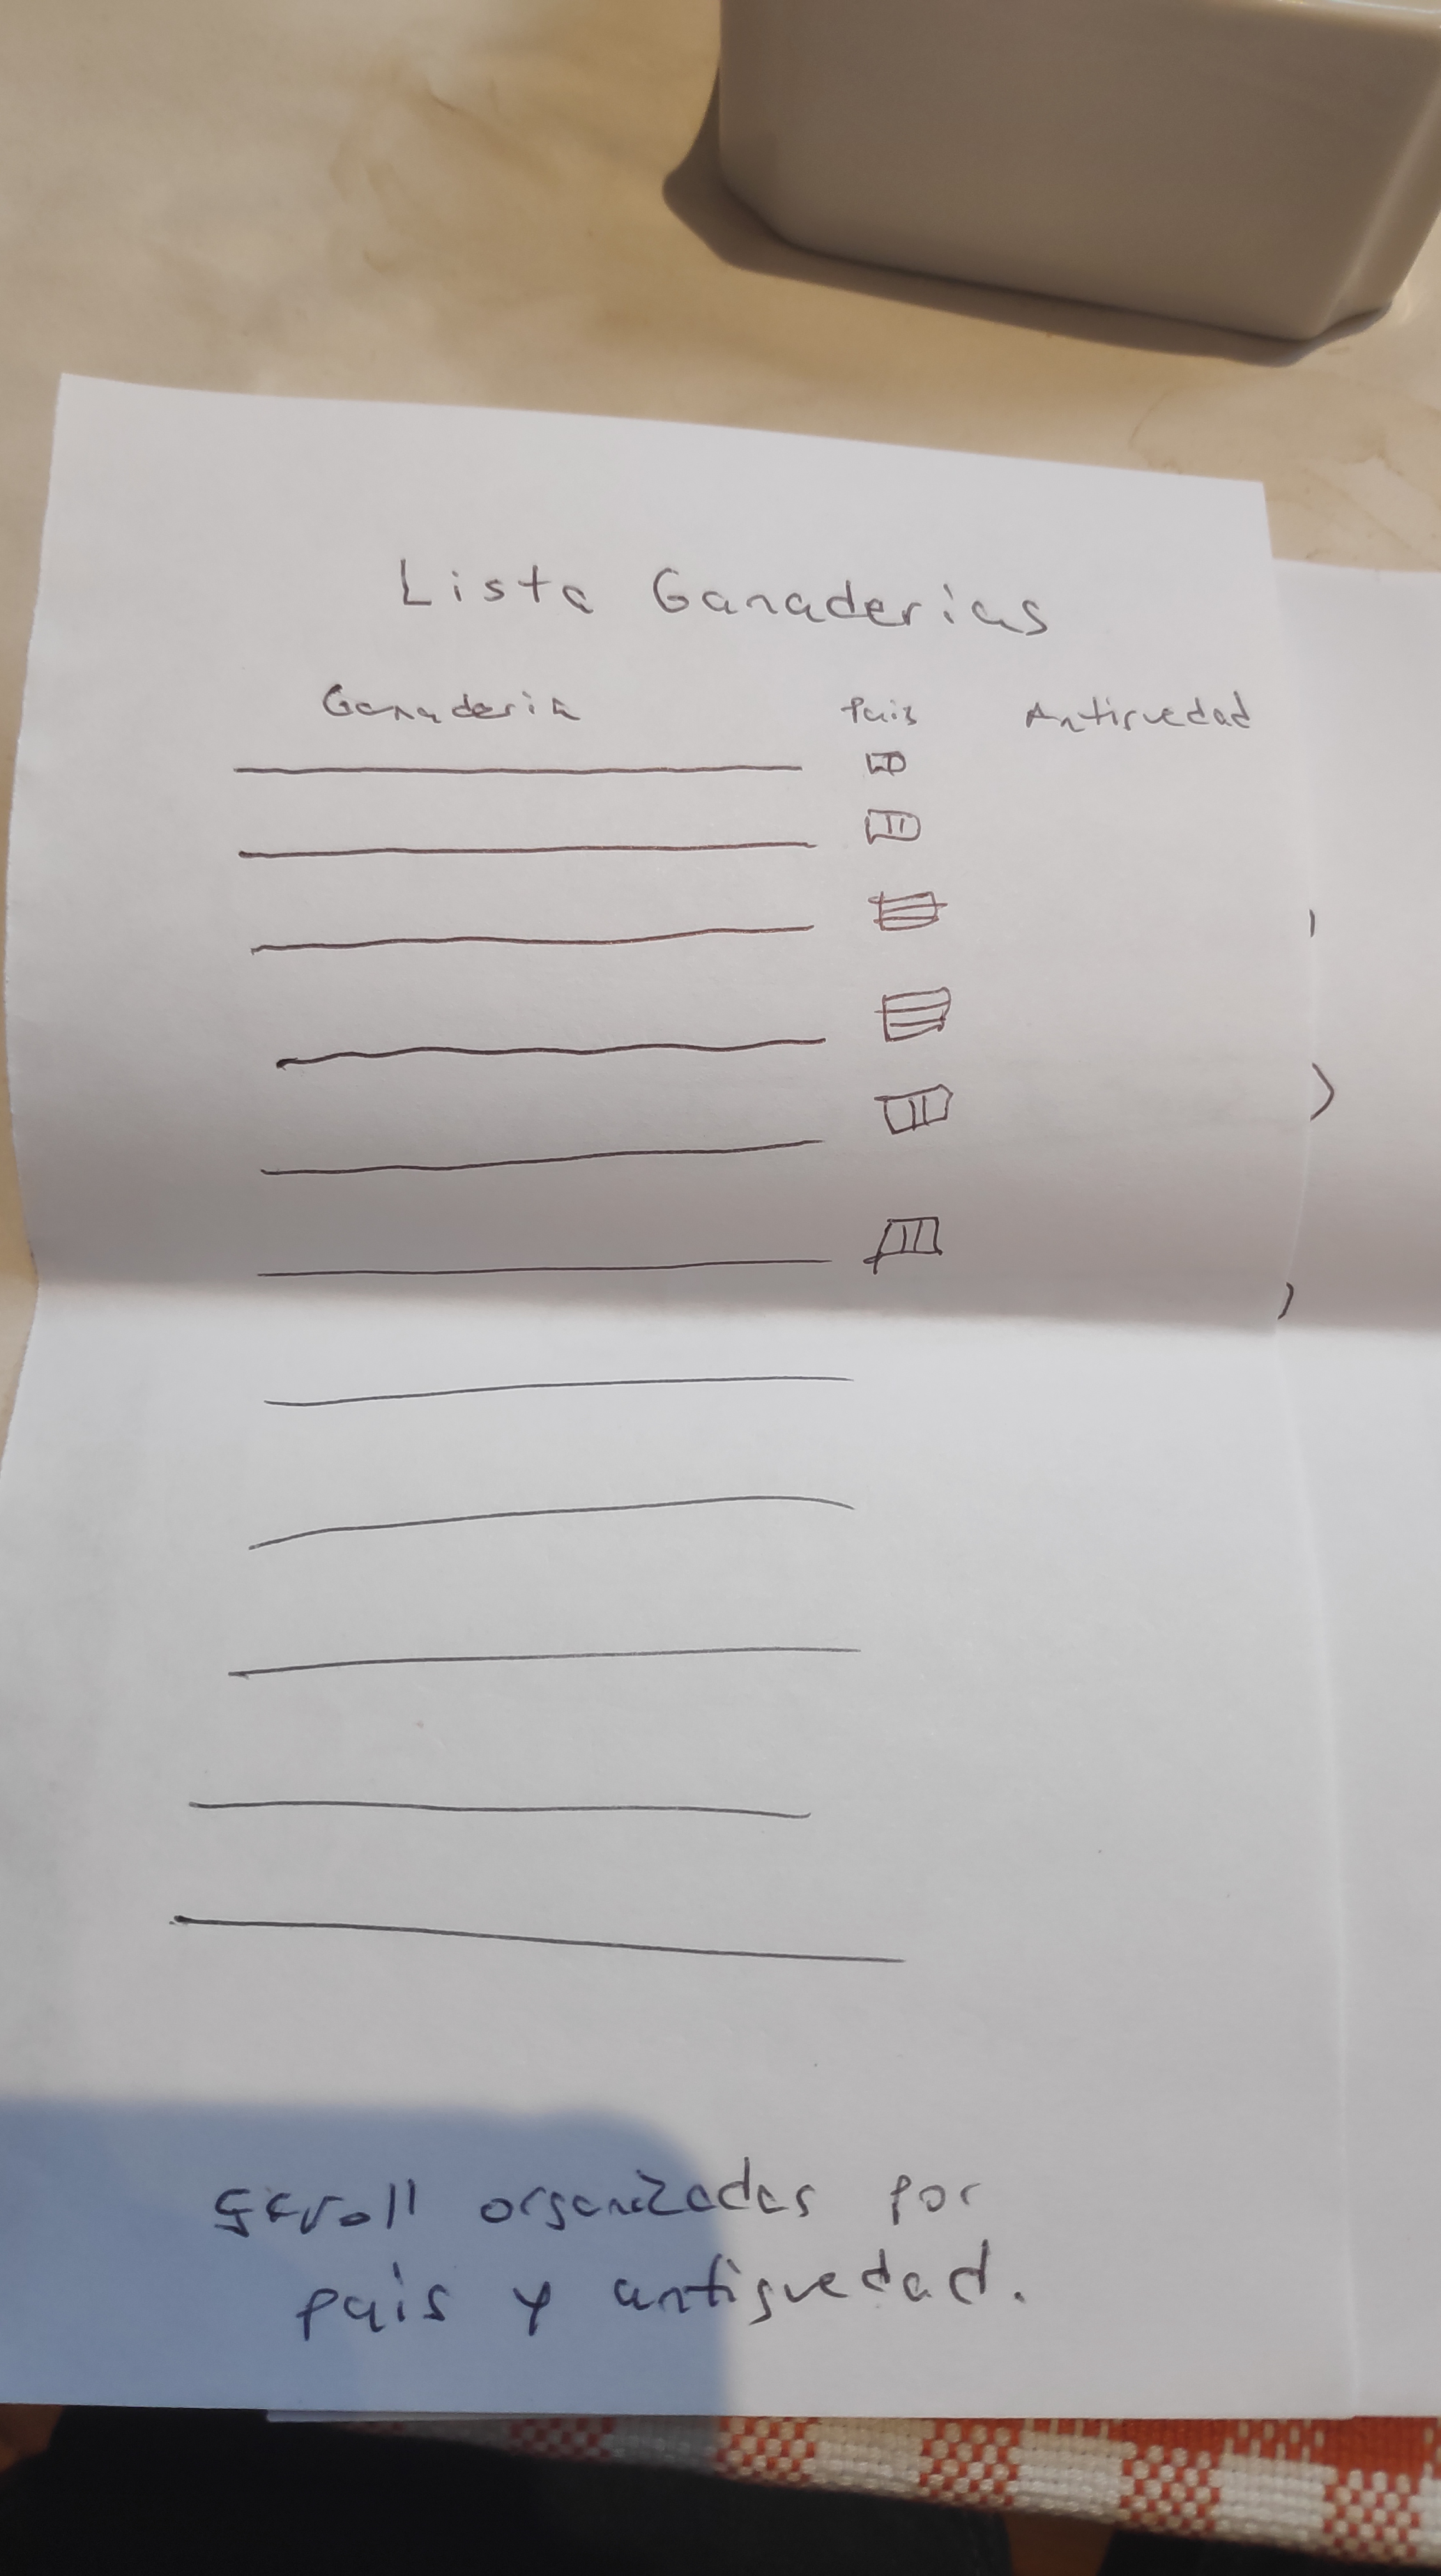 Lista Ganaderias
Ganaderia Pais Antiguedad
Scroll organizadas por
pais y antiguedad.